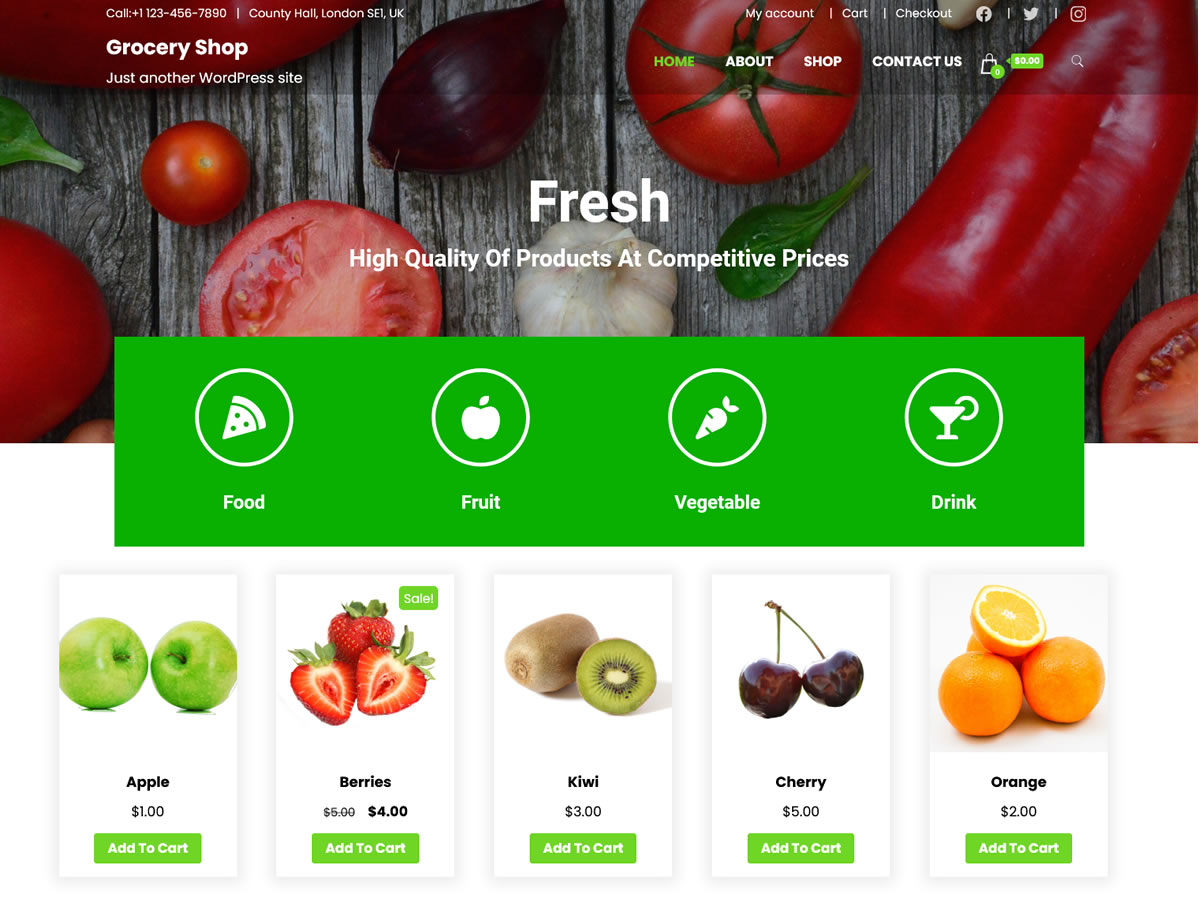 Call:+1 123-456-7890 | County Hall, London SE1, UK
My account | Cart | Checkout | |
Grocery Shop
Just another WordPress site
HOME ABOUT SHOP CONTACT US 0 $0.00
Fresh
High Quality Of Products At Competitive Prices
Food Fruit Vegetable Drink
Sale!
Apple Berries Kiwi Cherry Orange
$1.00 $5.00 $4.00 $3.00 $5.00 $2.00
Add To Cart Add To Cart Add To Cart Add To Cart Add To Cart